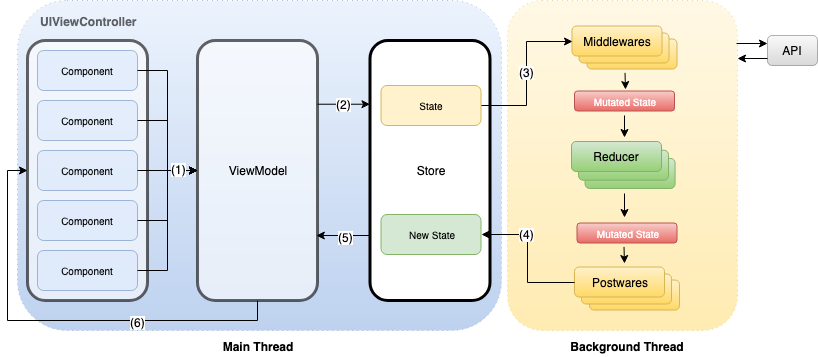 UIViewController
Component
Component
Component
Component
Component
(1)
ViewModel
(2)
State
Store
New State
(3)
(4)
(5)
(6)
Middlewares
Mutated State
Reducer
Mutated State
Postwares
API
Main Thread
Background Thread